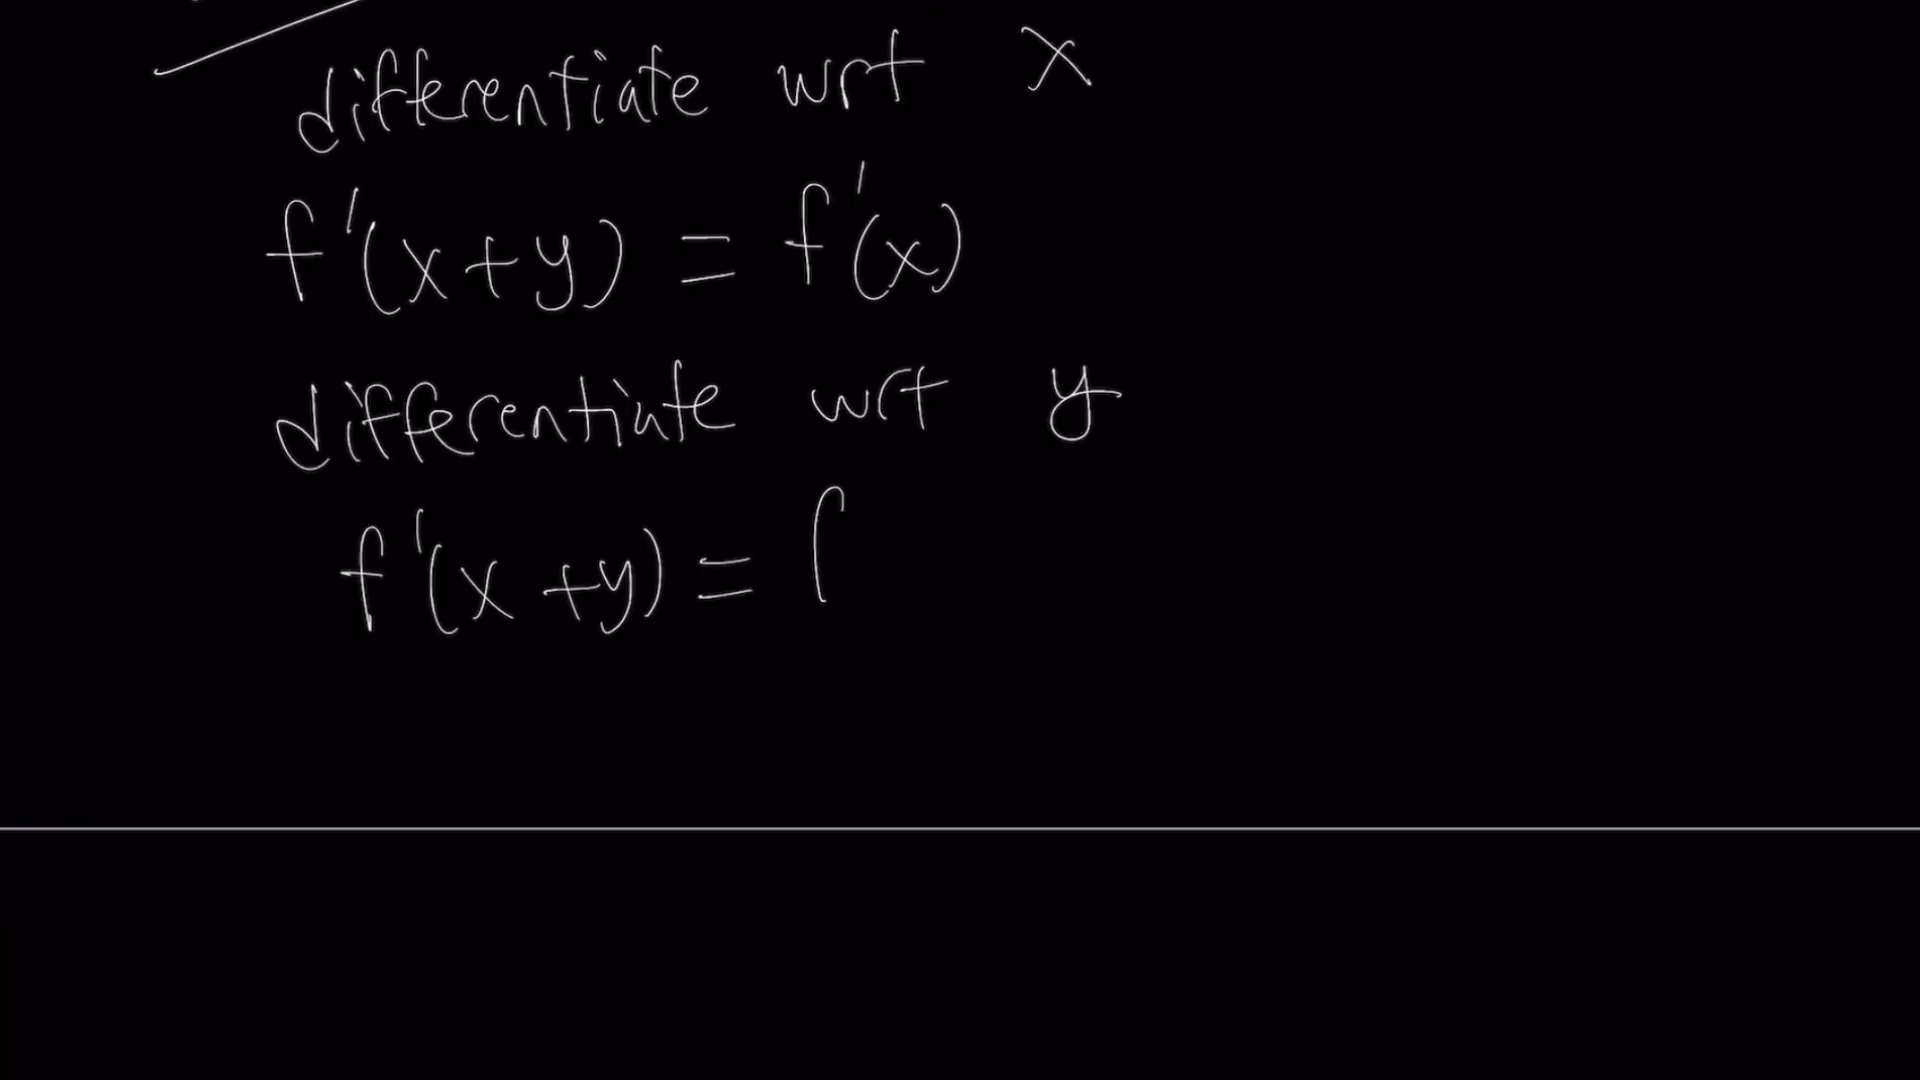 differentiate wrt x
f'(x+y) = f'(x)
differentiate wrt y
f'(x+y) = f